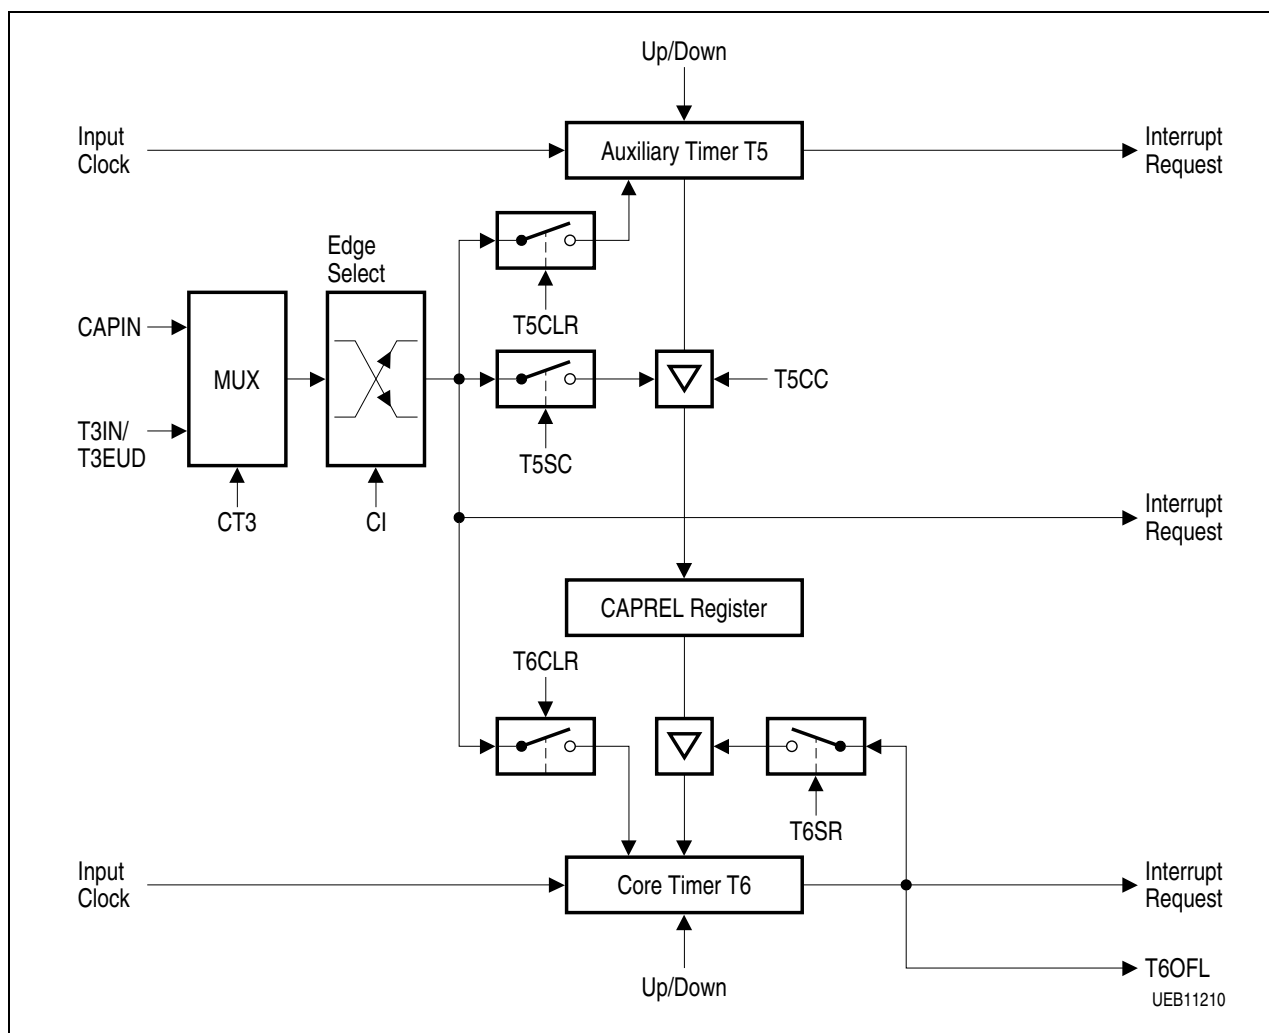 Up/Down
Input
Clock
Auxiliary Timer T5
Interrupt
Request
Edge
Select
T5CLR
CAPIN
MUX
T5CC
T3IN/
T3EUD
T5SC
CT3
CI
Interrupt
Request
CAPREL Register
T6CLR
T6SR
Input
Clock
Core Timer T6
Interrupt
Request
Up/Down
T6OFL
UEB11210